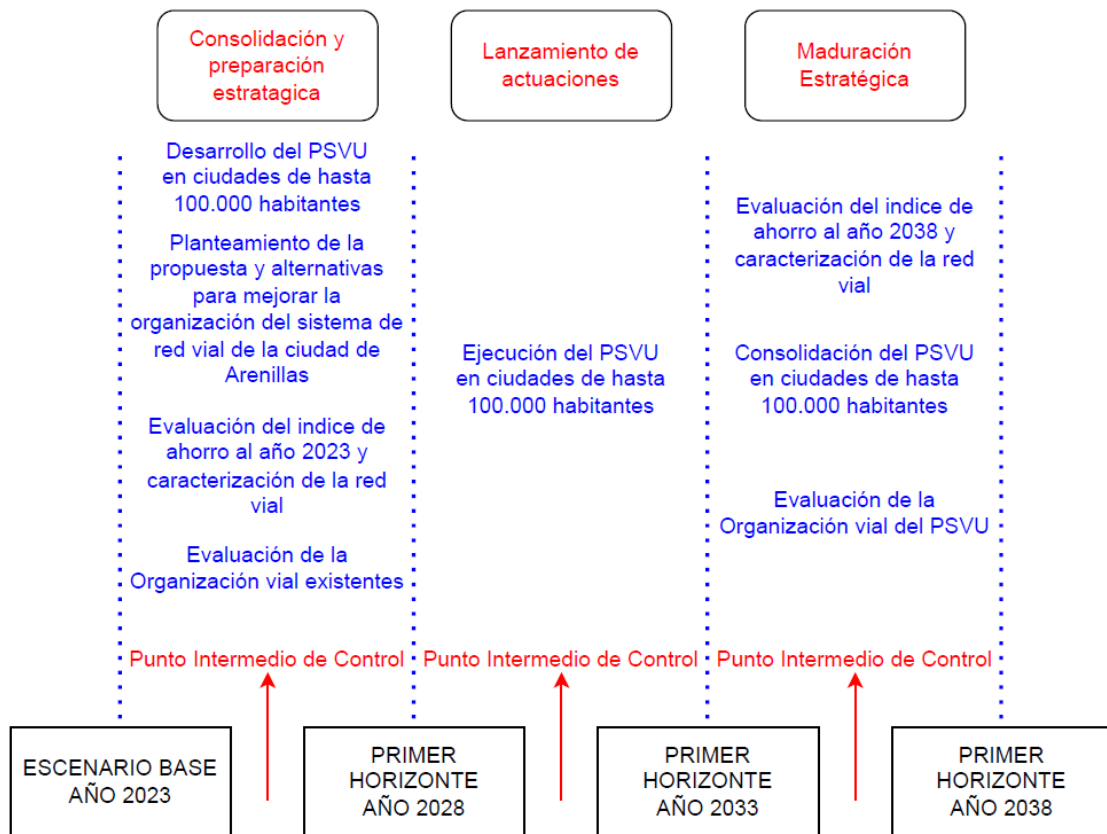 Consolidación y
preparación
estratagica
Lanzamiento de
actuaciones
Maduración
Estratégica
Desarrollo del PSVU
en ciudades de hasta
100.000 habitantes
Planteamiento de la
propuesta y alternativas
para mejorar la
organización del sistema de
red vial de la ciudad de
Arenillas
Evaluación del indice de
ahorro al año 2023 y
caracterización de la red
vial
Evaluación de la
Organización vial existentes
Ejecución del PSVU
en ciudades de hasta
100.000 habitantes
Evaluación del indice de
ahorro al año 2038 y
caracterización de la red
vial
Consolidación del PSVU
en ciudades de hasta
100.000 habitantes
Evaluación de la
Organización vial del PSVU
Punto Intermedio de Control
Punto Intermedio de Control
Punto Intermedio de Control
ESCENARIO BASE
AÑO 2023
PRIMER
HORIZONTE
AÑO 2028
PRIMER
HORIZONTE
AÑO 2033
PRIMER
HORIZONTE
AÑO 2038